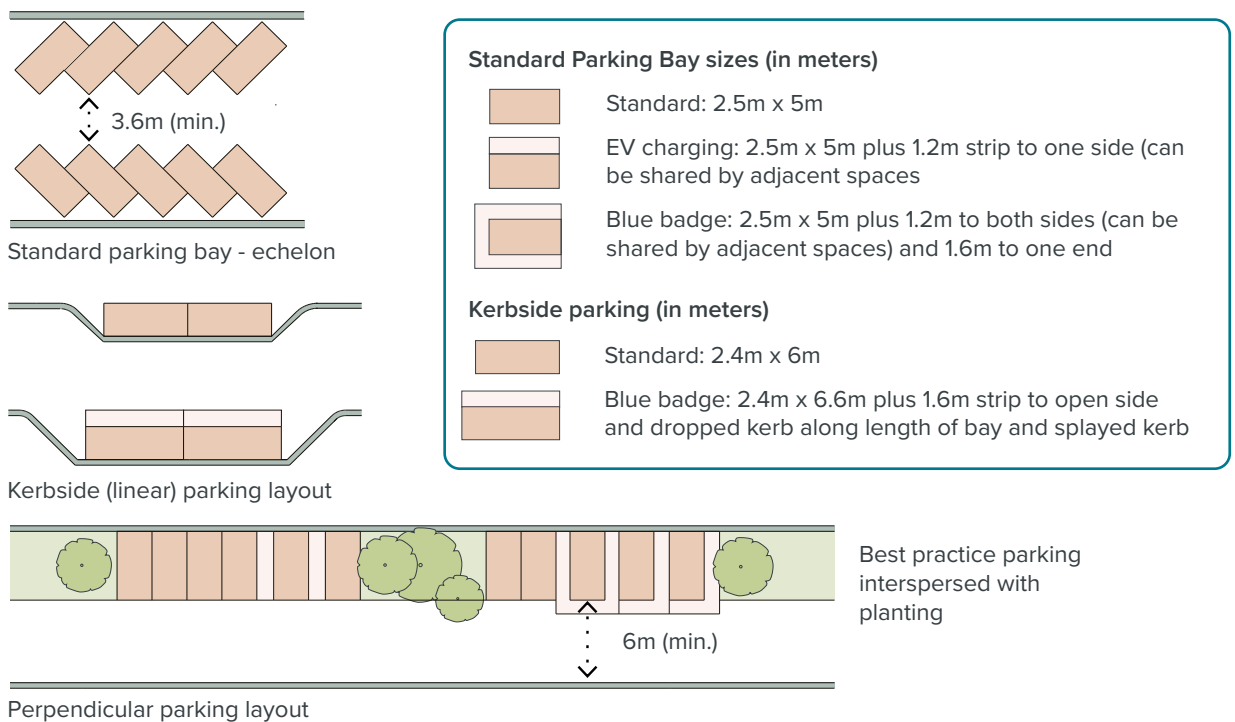 3.6m (min.)
Standard parking bay - echelon
Kerbside (linear) parking layout
Standard Parking Bay sizes (in meters)
Standard: 2.5m x 5m
EV charging: 2.5m x 5m plus 1.2m strip to one side (can
be shared by adjacent spaces
Blue badge: 2.5m x 5m plus 1.2m to both sides (can be
shared by adjacent spaces) and 1.6m to one end
Kerbside parking (in meters)
Standard: 2.4m x 6m
Blue badge: 2.4m x 6.6m plus 1.6m strip to open side
and dropped kerb along length of bay and splayed kerb
6m (min.)
Best practice parking
interspersed with
planting
Perpendicular parking layout